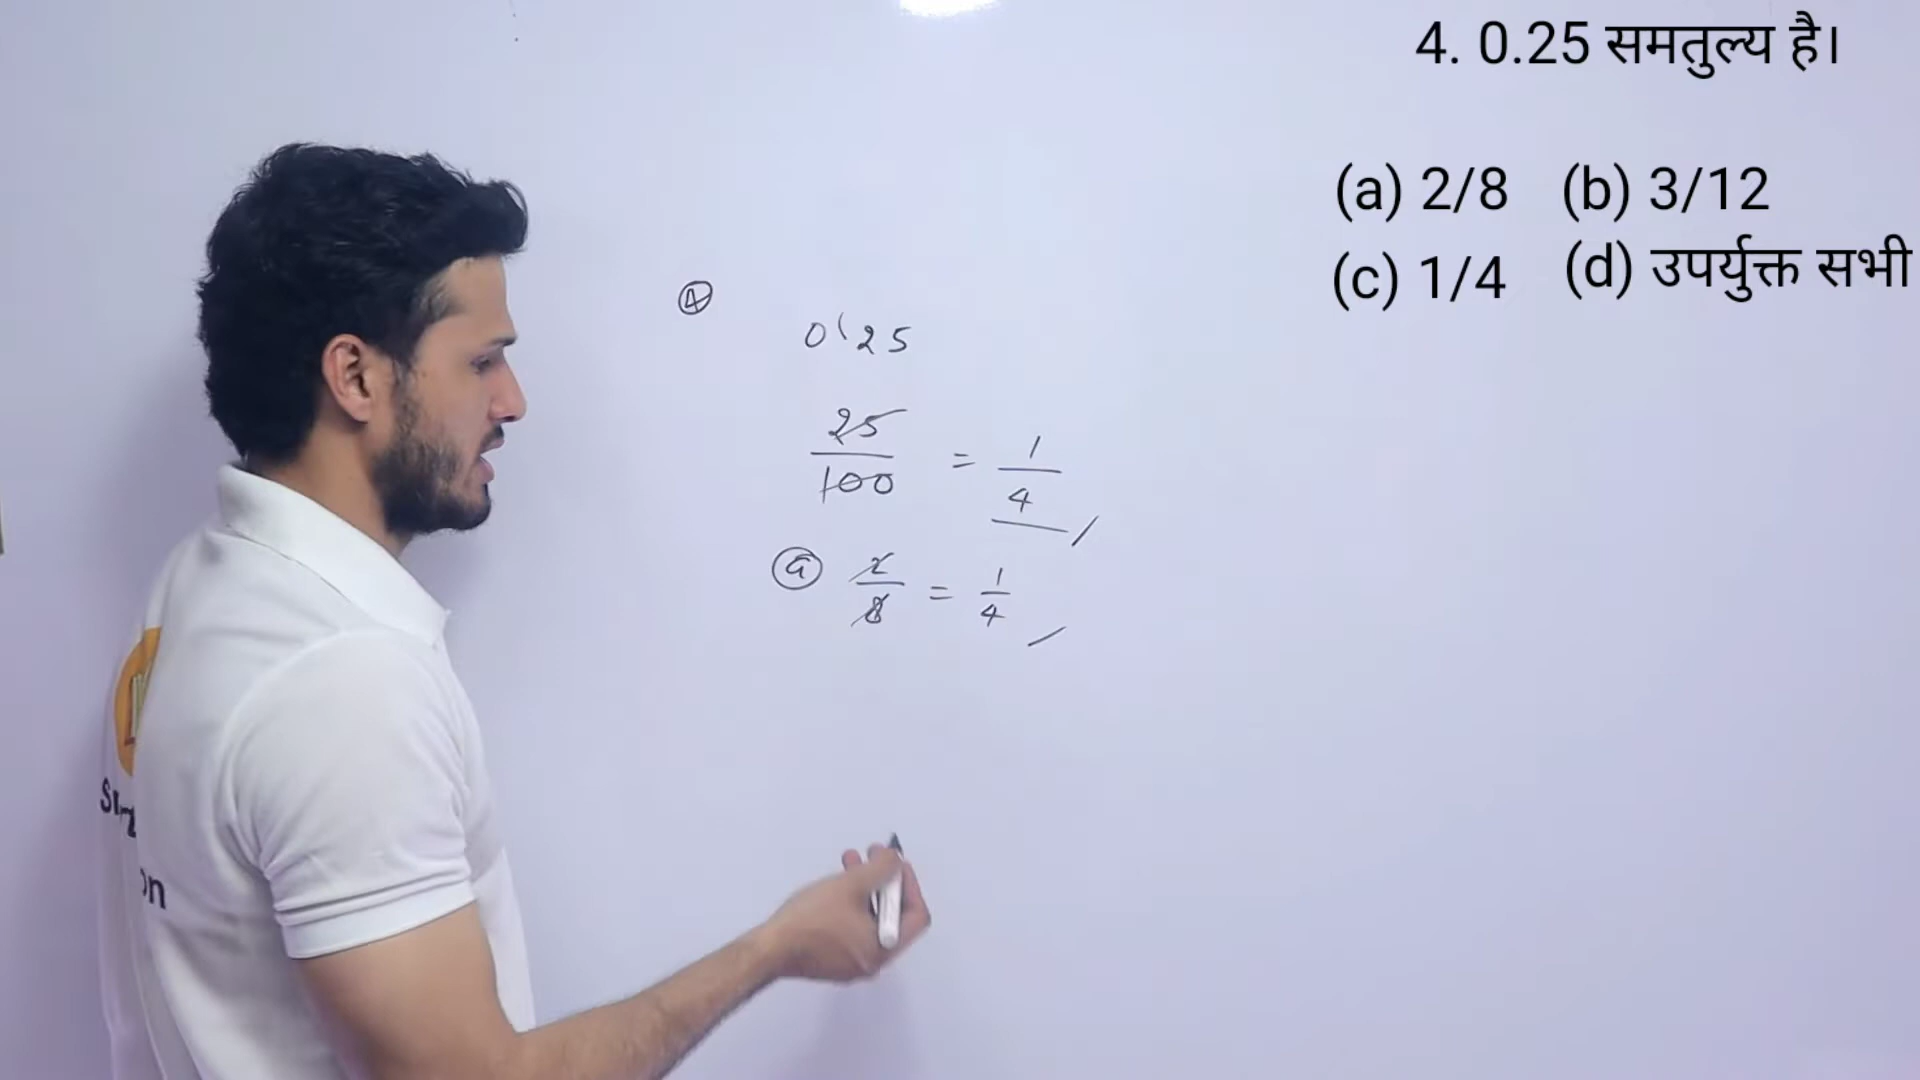 4. 0.25 समतुल्य है।
(a) 2/8 (b) 3/12
(c) 1/4 (d) उपर्युक्त सभी
④
0.25
25/100 = 1/4
ⓐ 2/8 = 1/4